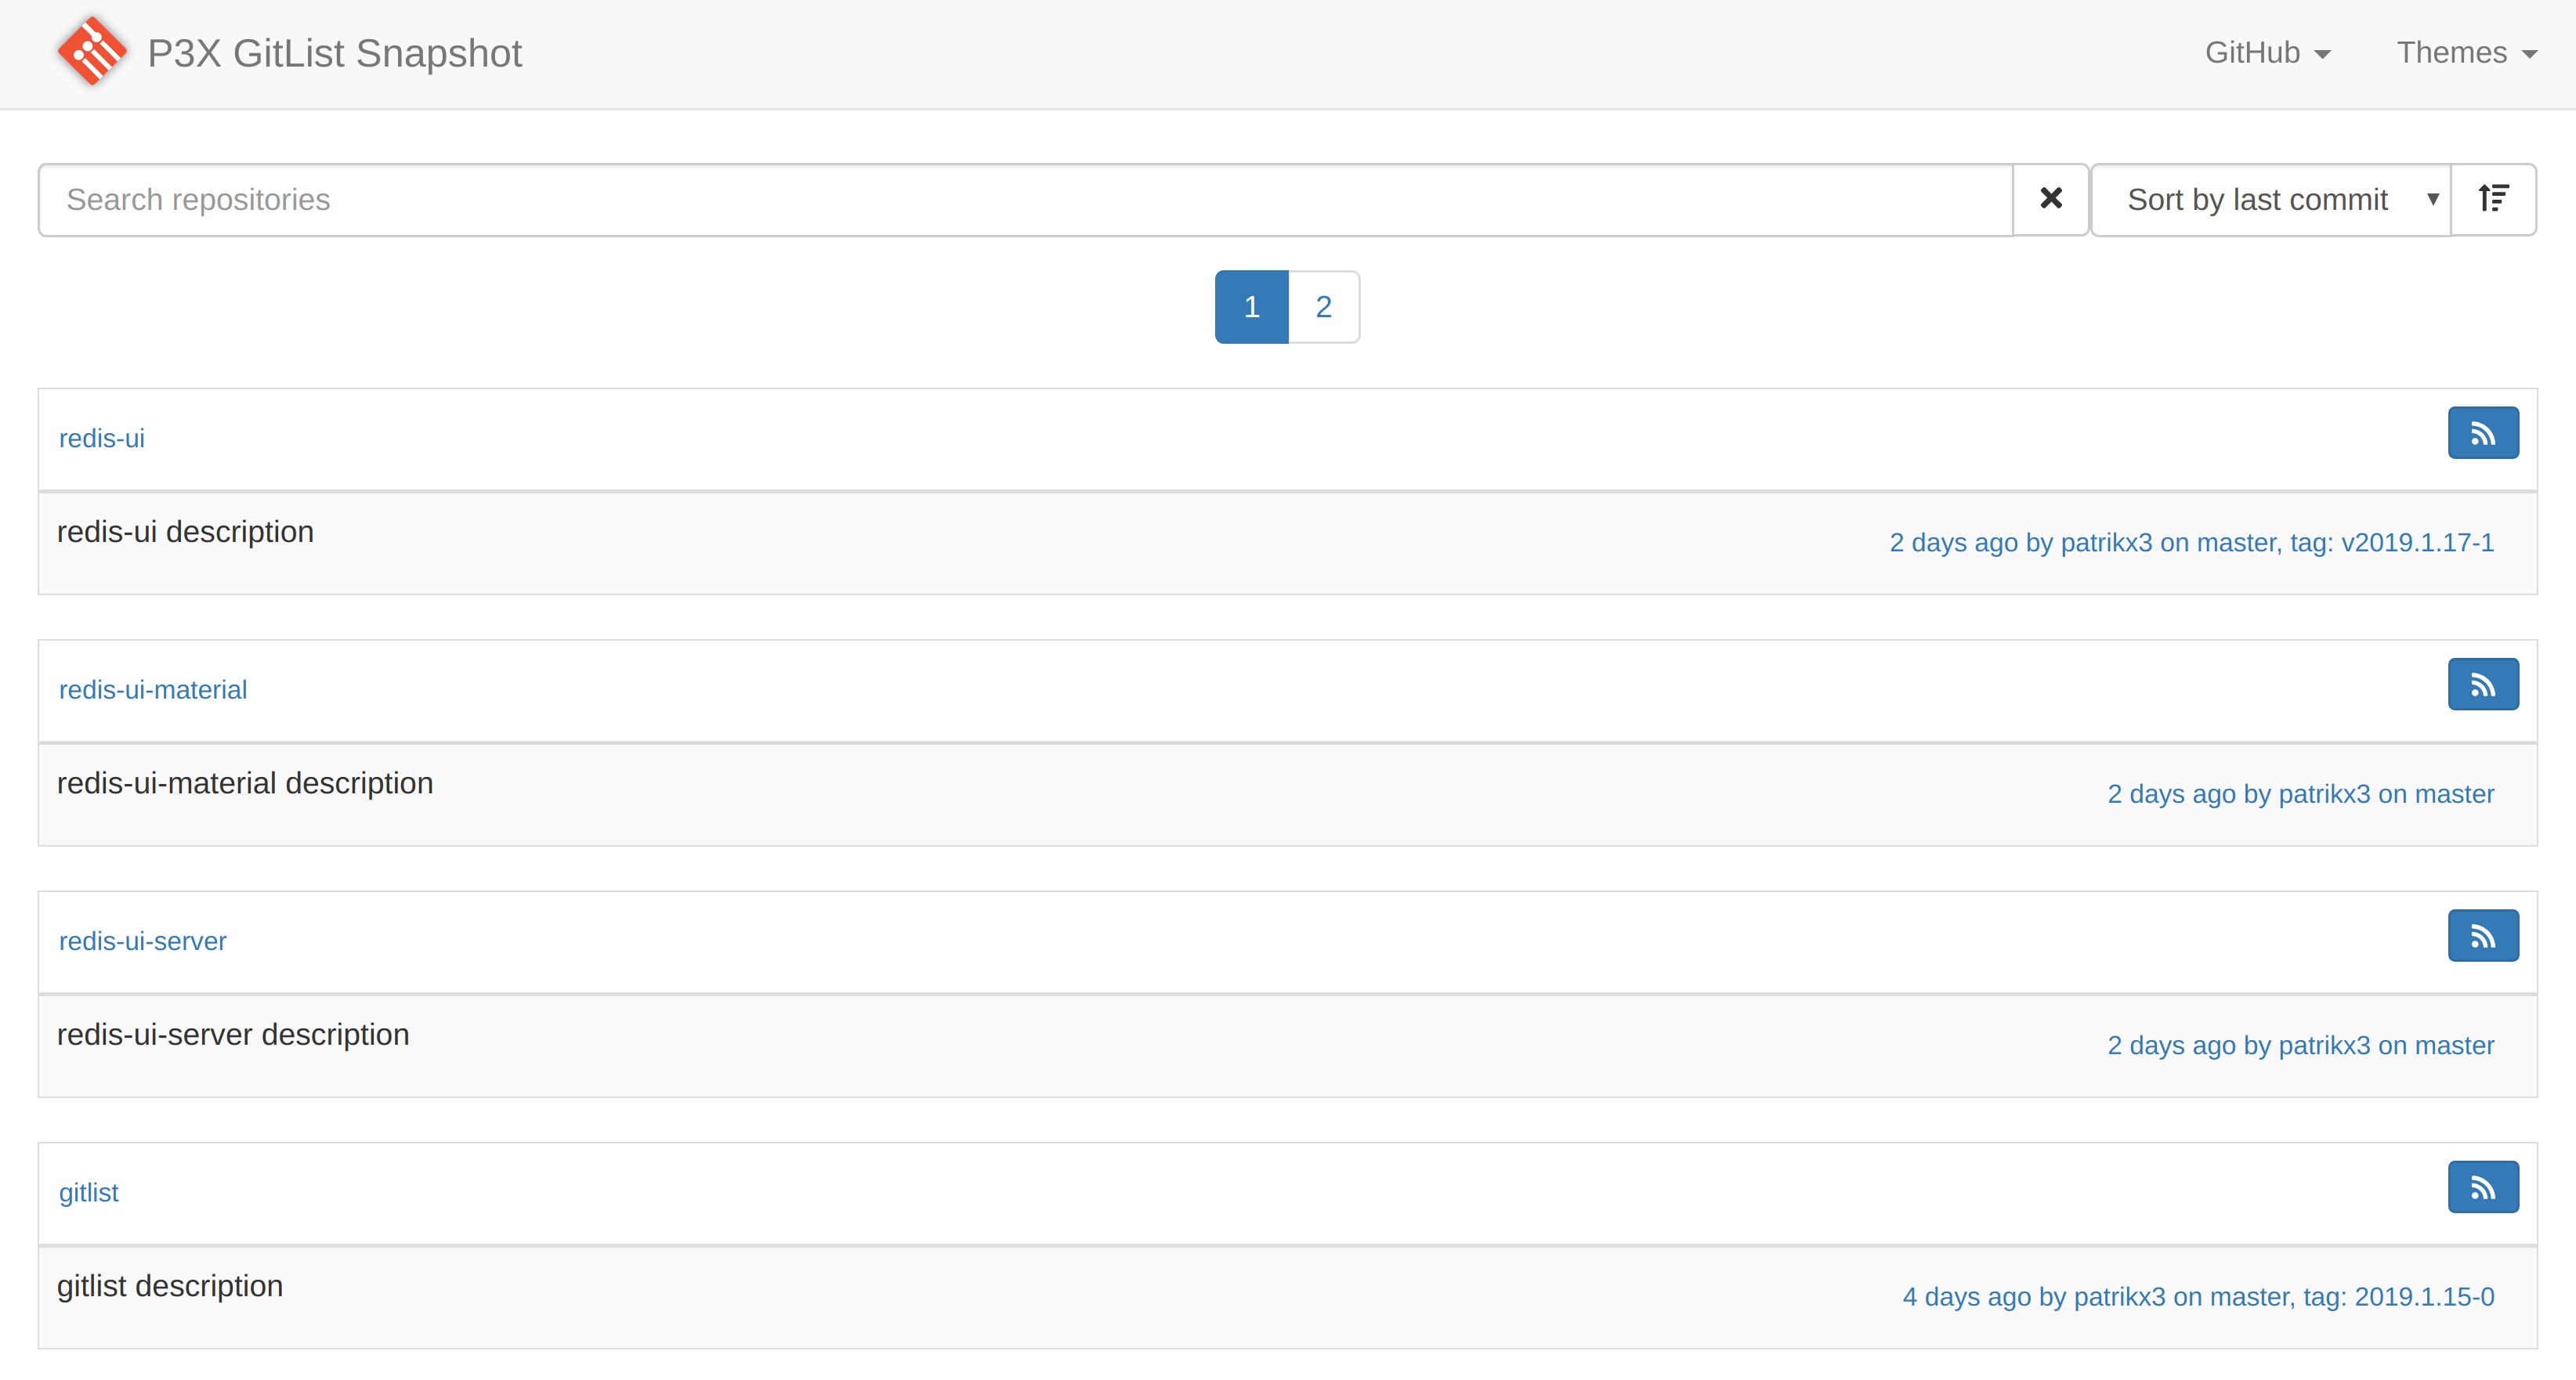 P3X GitList Snapshot
GitHub
Themes
Search repositories
Sort by last commit
1 2
redis-ui
redis-ui description
2 days ago by patrikx3 on master, tag: v2019.1.17-1
redis-ui-material
redis-ui-material description
2 days ago by patrikx3 on master
redis-ui-server
redis-ui-server description
2 days ago by patrikx3 on master
gitlist
gitlist description
4 days ago by patrikx3 on master, tag: 2019.1.15-0